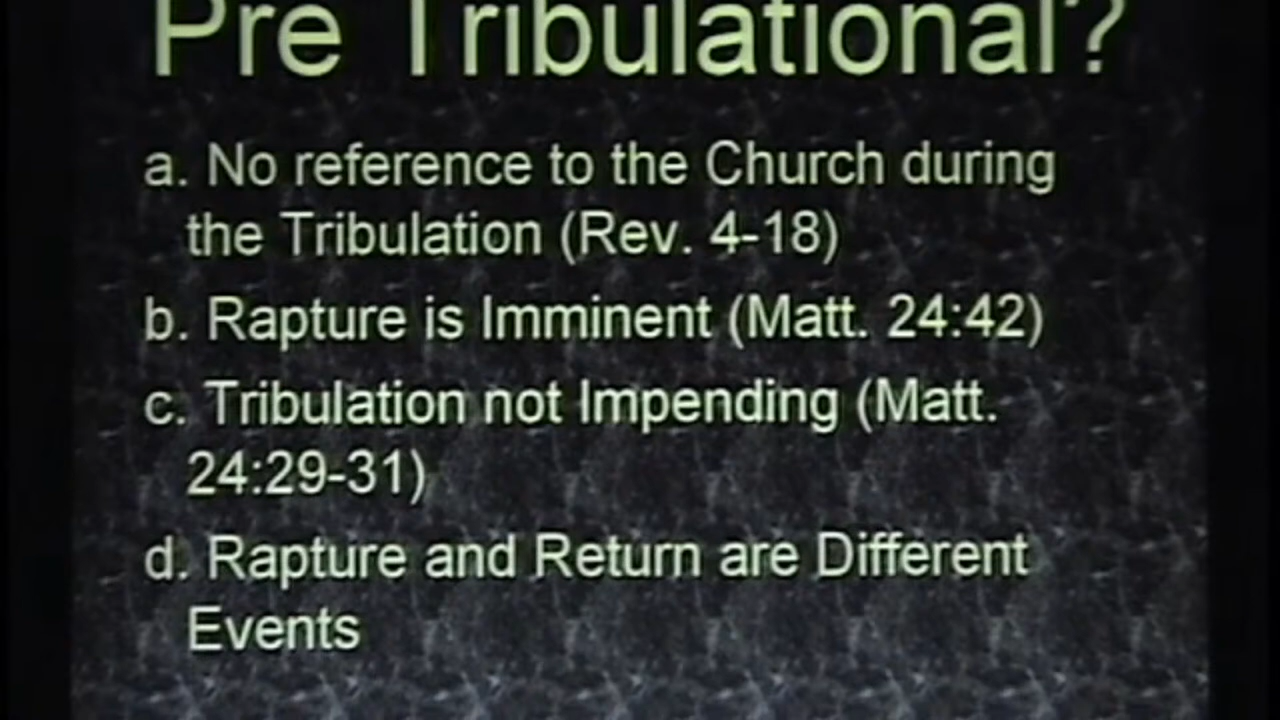 Pre Tribulational?
a. No reference to the Church during
the Tribulation (Rev. 4-18)
b. Rapture is Imminent (Matt. 24:42)
c. Tribulation not Impending (Matt.
24:29-31)
d. Rapture and Return are Different
Events